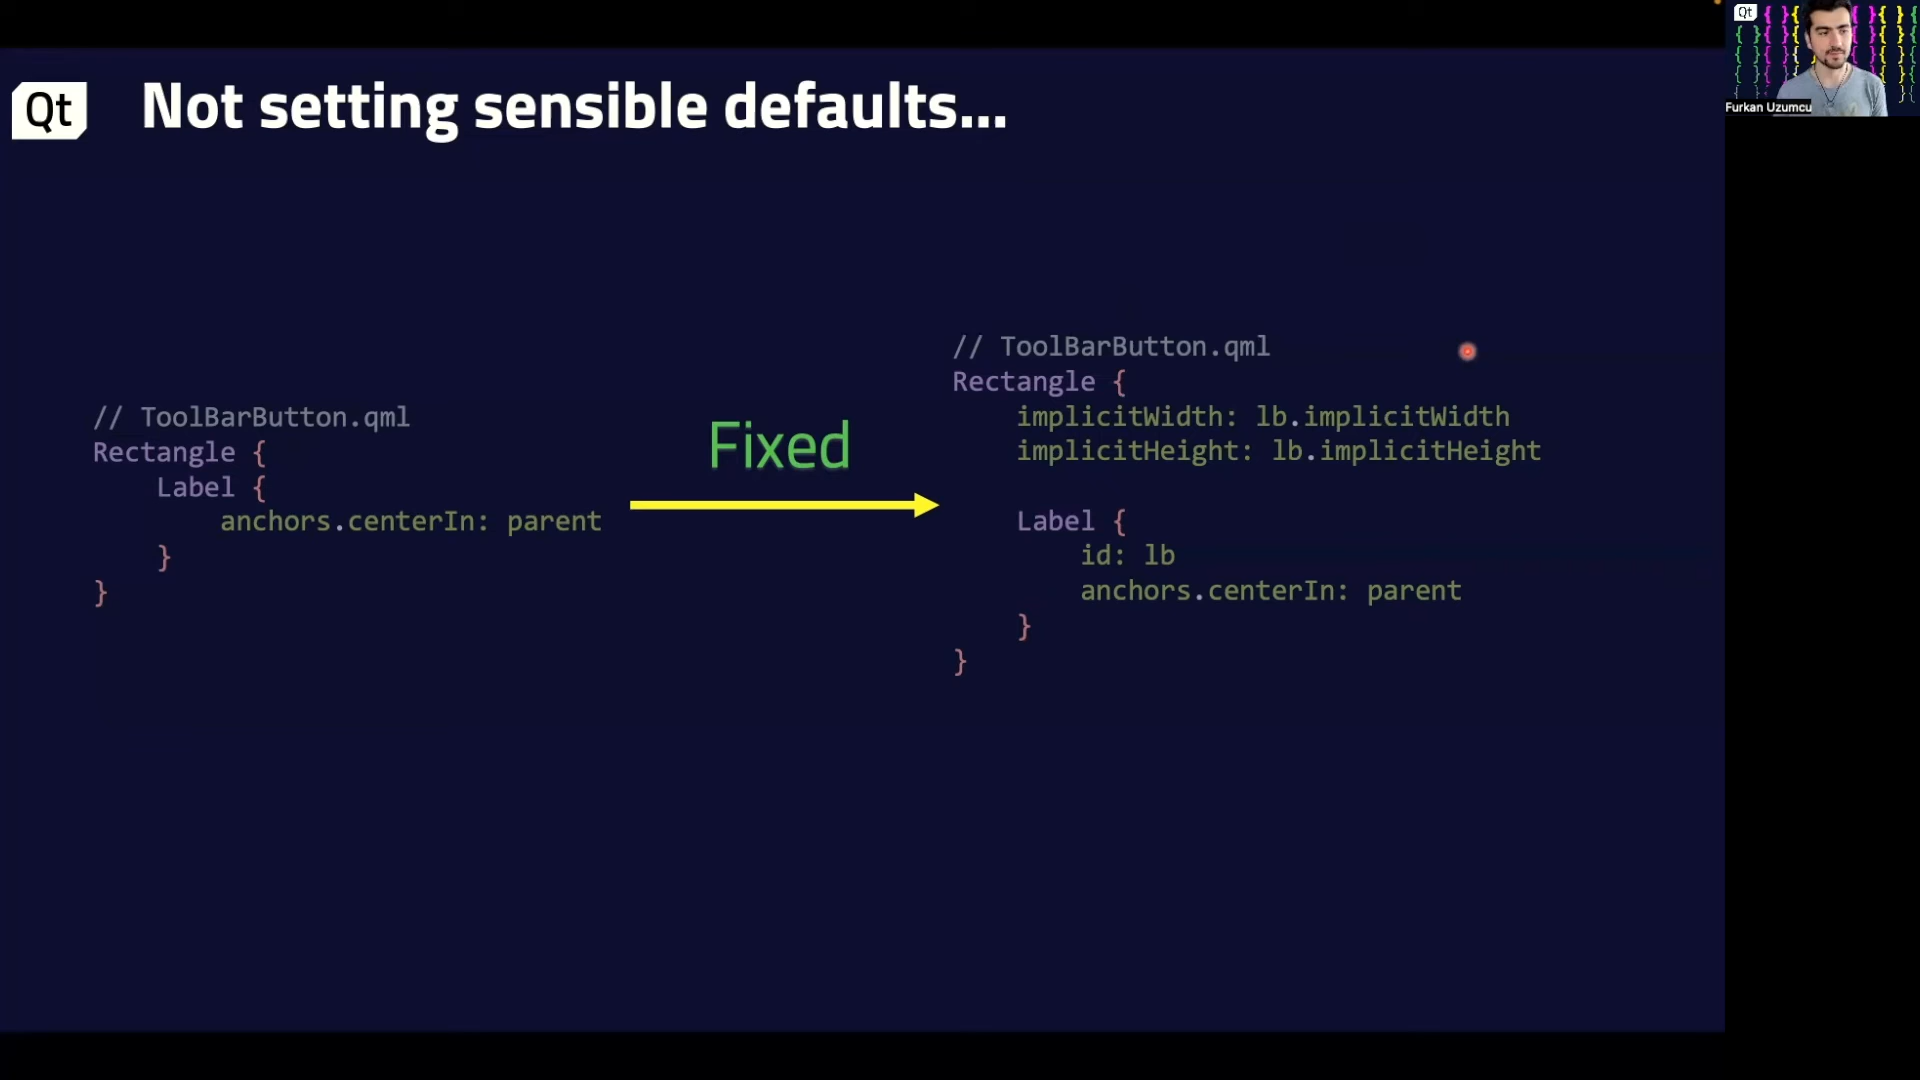 Qt
Not setting sensible defaults...
// ToolBarButton.qml
Rectangle {
Label {
anchors.centerIn: parent
}
}
Fixed
// ToolBarButton.qml
Rectangle {
implicitWidth: lb.implicitWidth
implicitHeight: lb.implicitHeight
Label {
id: lb
anchors.centerIn: parent
}
}
Qt
Furkan Uzumcu